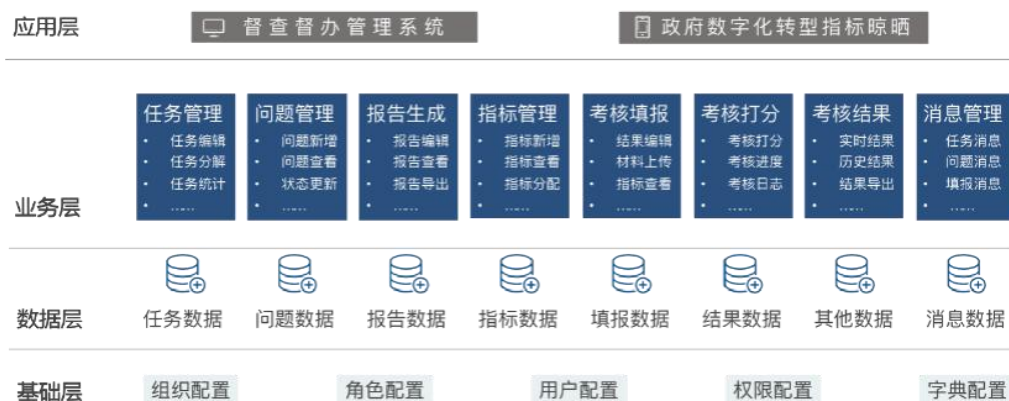 应用层
督查督办管理系统
政府数字化转型指标晾晒
任务管理
• 任务编辑
• 任务分解
• 任务统计
• ......
问题管理
• 问题新增
• 问题查看
• 状态更新
• ......
报告生成
• 报告编辑
• 报告查看
• 报告导出
• ......
指标管理
• 指标新增
• 指标查看
• 指标分配
• ......
考核填报
• 结果编辑
• 材料上传
• 指标查看
• ......
考核打分
• 考核打分
• 考核进度
• 考核日志
• ......
考核结果
• 实时结果
• 历史结果
• 结果导出
• ......
消息管理
• 任务消息
• 问题消息
• 填报消息
• ......
业务层
数据层
任务数据
问题数据
报告数据
指标数据
填报数据
结果数据
其他数据
消息数据
基础层
组织配置
角色配置
用户配置
权限配置
字典配置